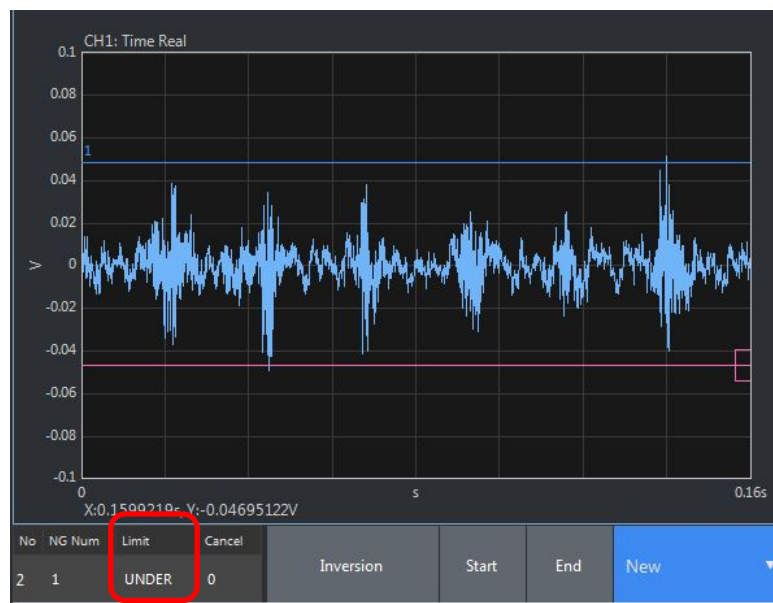 CH1: Time Real
0.1
0.08
0.06
1
0.04
0.02
V
0
-0.02
-0.04
-0.06
-0.08
-0.1
0 s 0.16s
X:0.1599219s, Y:-0.04695122V
No NG Num Limit Cancel
2 1 UNDER 0
Inversion Start End New